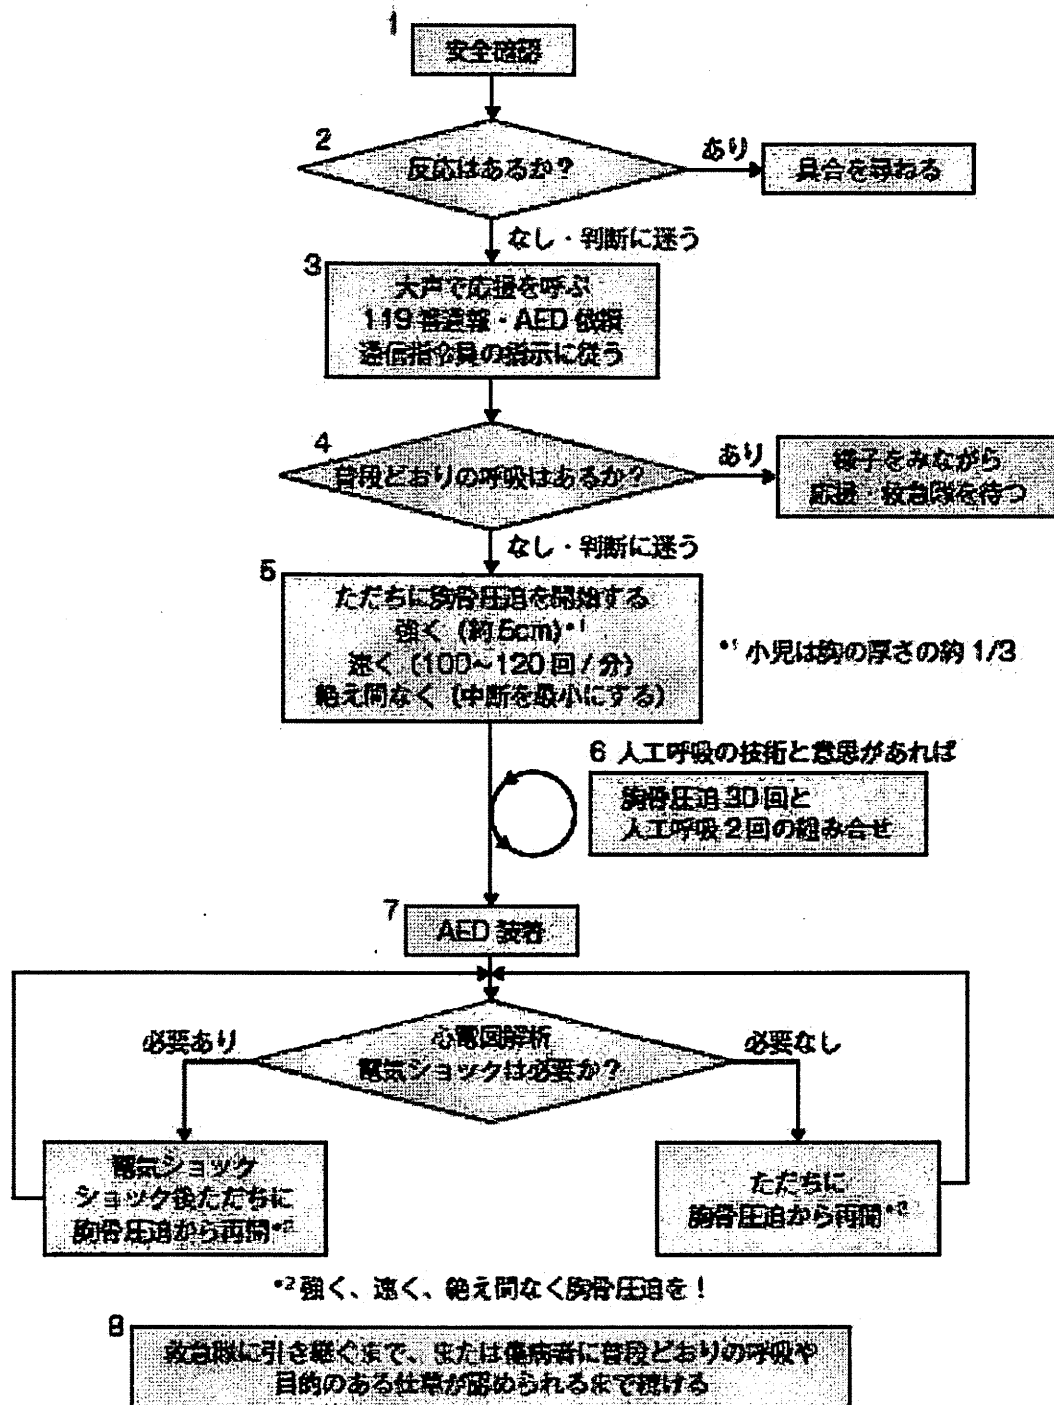 1
安全確認
2
反応はあるか?
あり
具合を尋ねる
なし・判断に迷う
3
大声で応援を呼ぶ
119番通報・AED依頼
通信指令員の指示に従う
4
普段どおりの呼吸はあるか?
あり
様子をみながら
応援・救急隊を待つ
なし・判断に迷う
5
ただちに胸骨圧迫を開始する
強く (約5cm)*1
速く (100~120回/分)
絶え間なく (中断を最小にする)
*1 小児は胸の厚さの約1/3
6 人工呼吸の技術と意思があれば
胸骨圧迫30回と
人工呼吸2回の組み合せ
7
AED装着
心電図解析
電気ショックは必要か?
必要あり
必要なし
電気ショック
ショック後ただちに
胸骨圧迫から再開*2
ただちに
胸骨圧迫から再開*2
*2 強く、速く、絶え間なく胸骨圧迫を!
8
救急隊に引き継ぐまで、または傷病者に普段どおりの呼吸や
目的のある仕草が認められるまで続ける